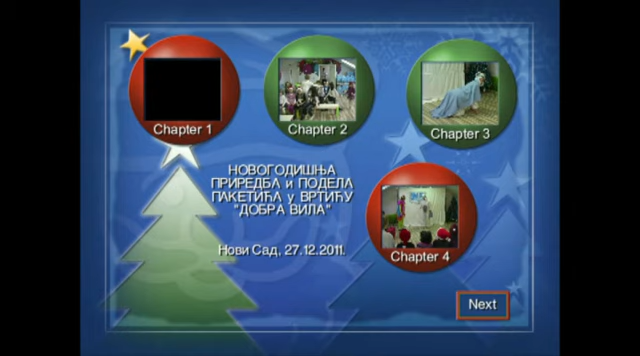 Chapter 1
Chapter 2
Chapter 3
НОВОГОДИШЊА
ПРИРЕДБА и ПОДЕЛА
ПАКЕТИЋА у ВРТИЋУ
"ДОБРА ВИЛА"
Нови Сад, 27.12.2011.
Chapter 4
Next